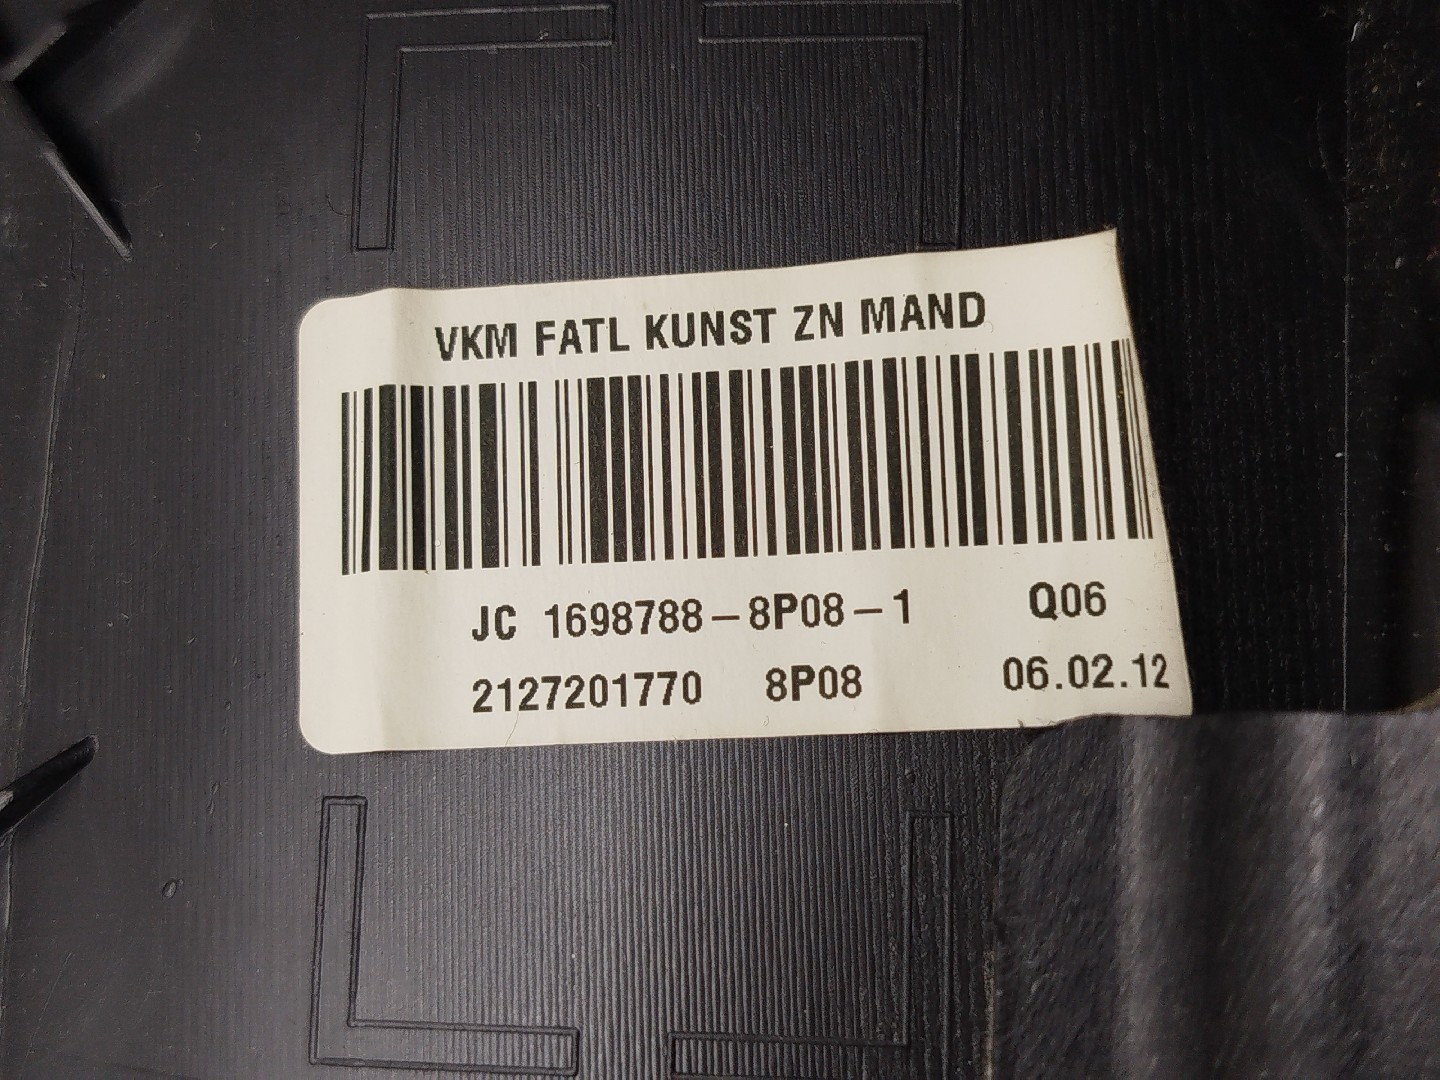 VKM FATL KUNST ZN MAND
JC 1698788-8P08-1 Q06
2127201770 8P08 06.02.12